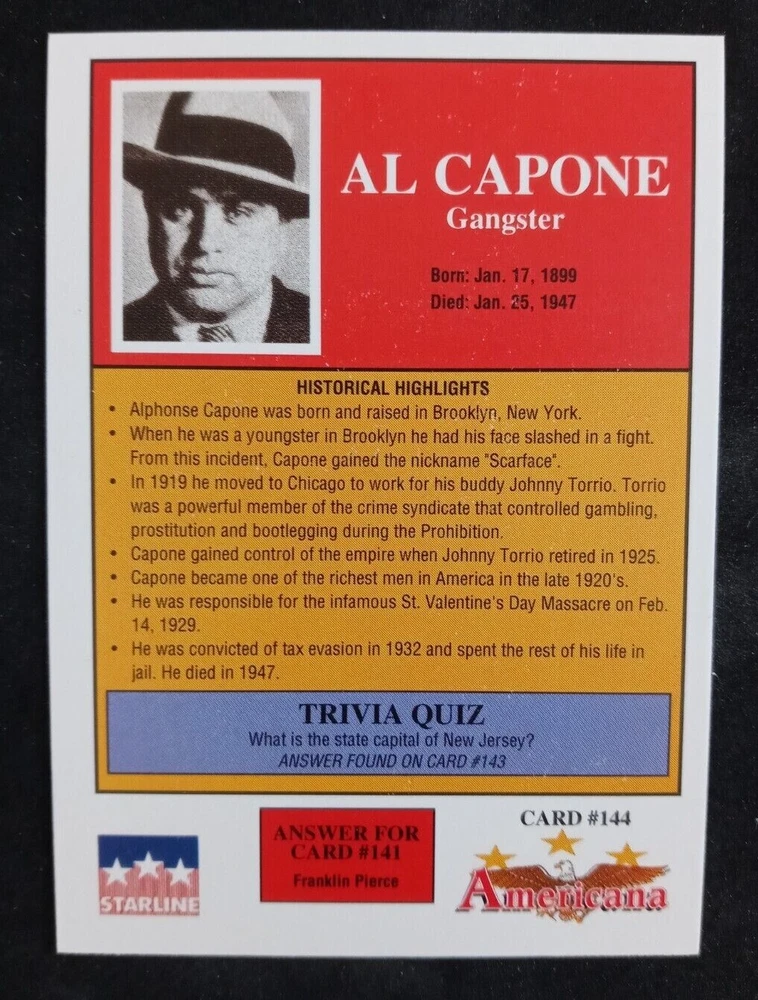 AL CAPONE
Gangster
Born: Jan. 17, 1899
Died: Jan. 25, 1947
HISTORICAL HIGHLIGHTS
• Alphonse Capone was born and raised in Brooklyn, New York.
• When he was a youngster in Brooklyn he had his face slashed in a fight.
From this incident, Capone gained the nickname "Scarface".
• In 1919 he moved to Chicago to work for his buddy Johnny Torrio. Torrio
was a powerful member of the crime syndicate that controlled gambling,
prostitution and bootlegging during the Prohibition.
• Capone gained control of the empire when Johnny Torrio retired in 1925.
• Capone became one of the richest men in America in the late 1920's.
• He was responsible for the infamous St. Valentine's Day Massacre on Feb.
14, 1929.
• He was convicted of tax evasion in 1932 and spent the rest of his life in
jail. He died in 1947.
TRIVIA QUIZ
What is the state capital of New Jersey?
ANSWER FOUND ON CARD #143
STARLINE
ANSWER FOR
CARD #141
Franklin Pierce
CARD #144
Americana